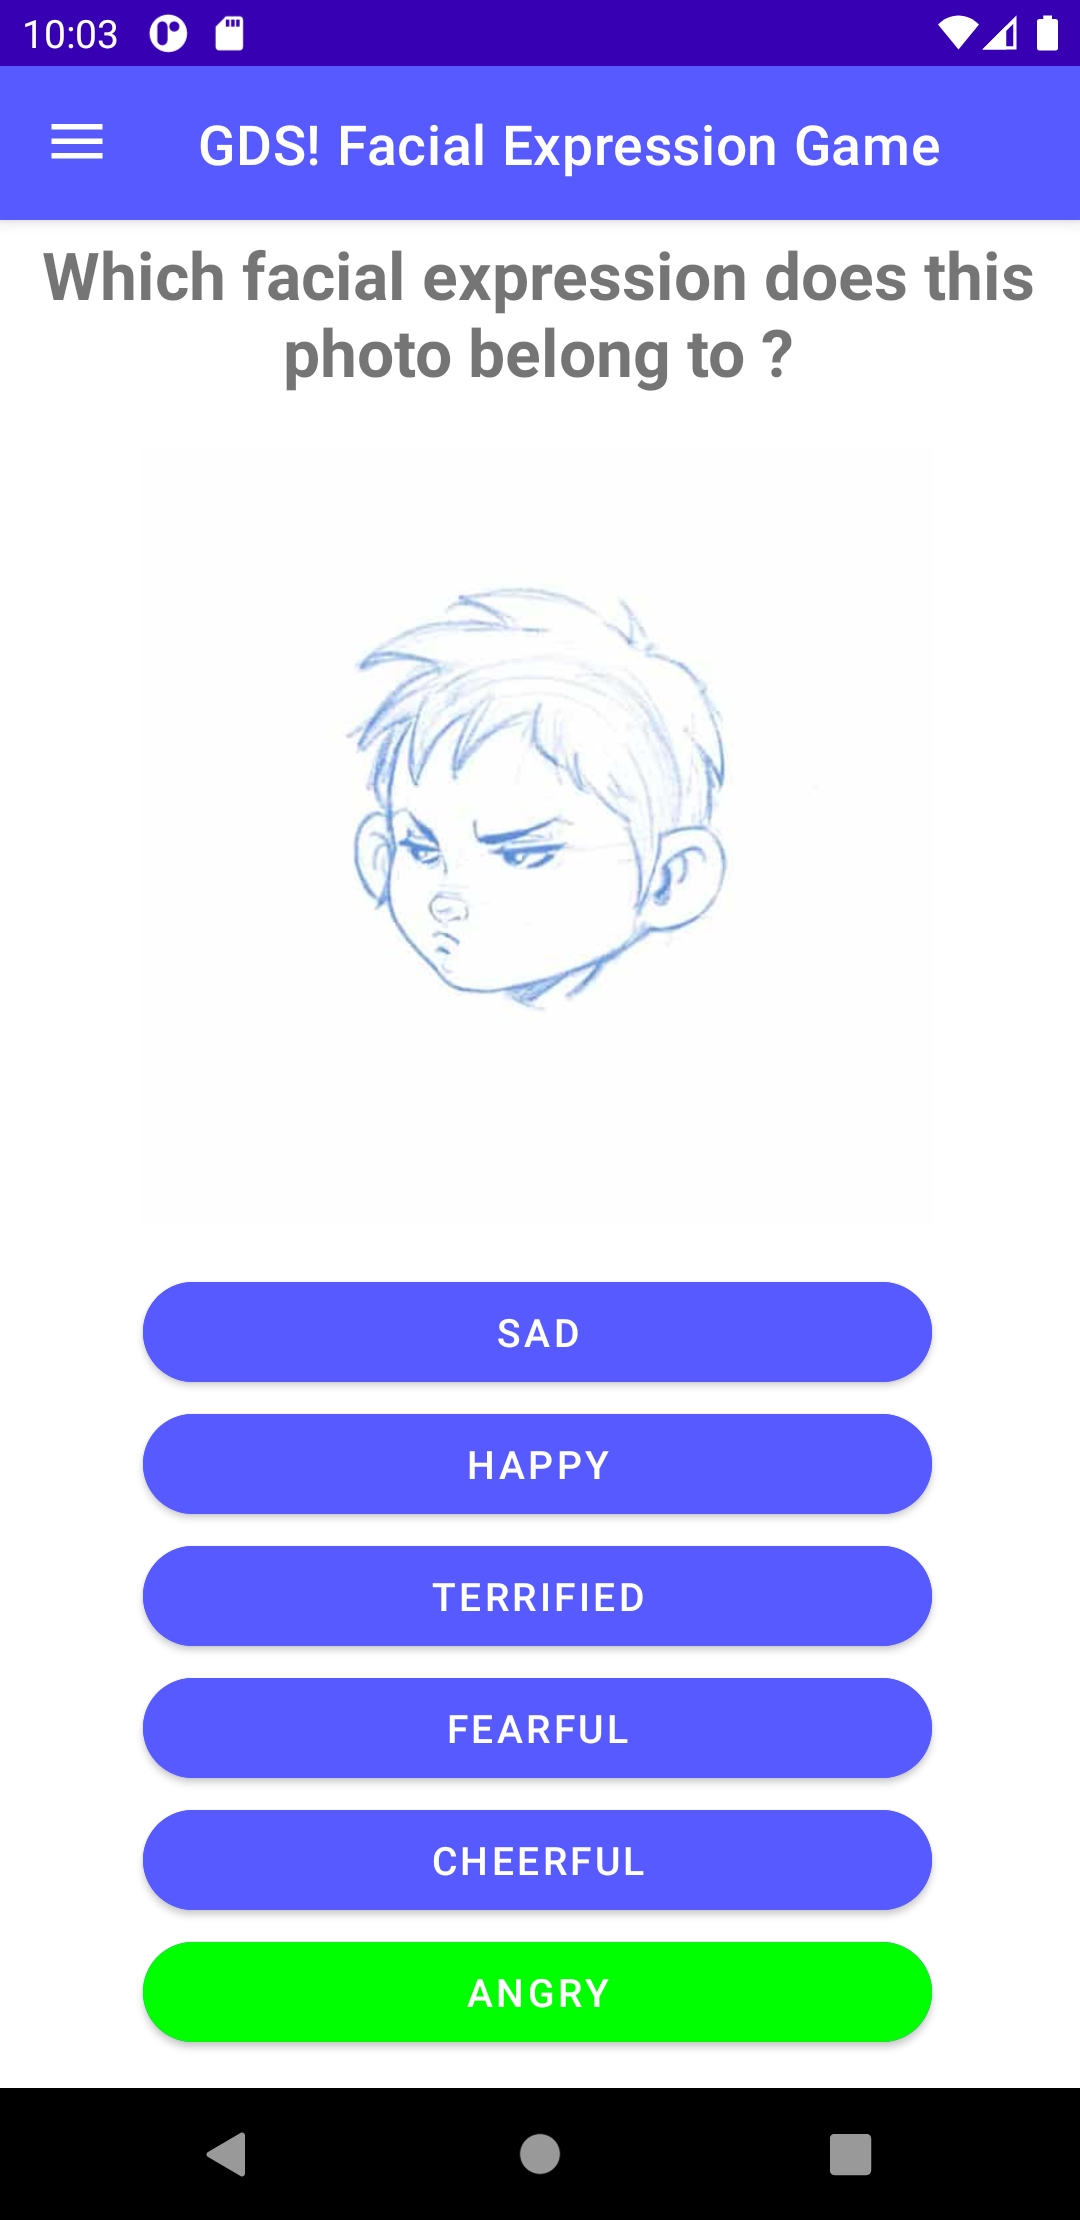 10:03
GDS! Facial Expression Game
Which facial expression does this
photo belong to ?
SAD
HAPPY
TERRIFIED
FEARFUL
CHEERFUL
ANGRY